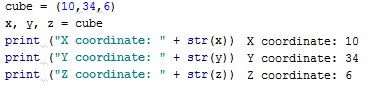 cube = (10,34,6)
x, y, z = cube
print ("X coordinate: " + str(x)) X coordinate: 10
print ("Y coordinate: " + str(y)) Y coordinate: 34
print ("Z coordinate: " + str(z)) Z coordinate: 6